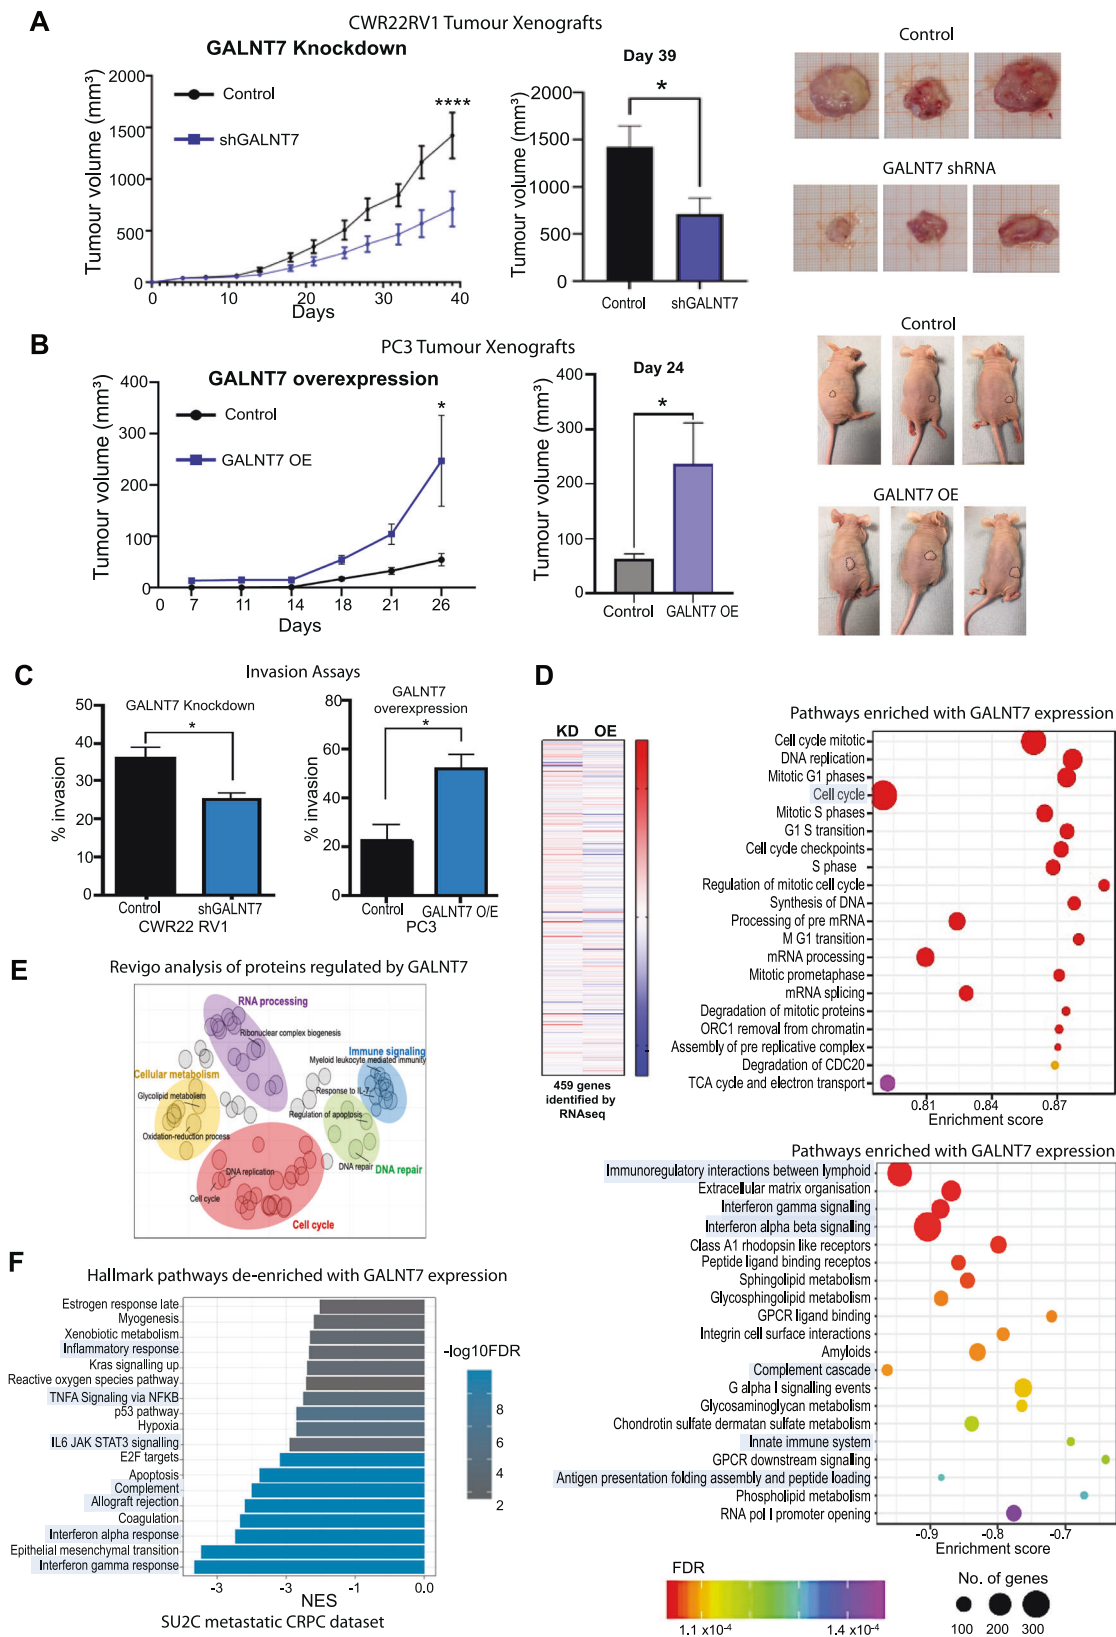 A
CWR22RV1 Tumour Xenografts
GALNT7 Knockdown
Tumour volume (mm³)
2000
1500
1000
500
0
Control
shGALNT7
****
0
10
20
30
40
Days
Day 39
*
Tumour volume (mm³)
2000
1500
1000
500
0
Control
shGALNT7
Control
GALNT7 shRNA
B
PC3 Tumour Xenografts
GALNT7 overexpression
Tumour volume (mm³)
400
300
200
100
0
Control
GALNT7 OE
*
0
7
11
14
18
21
26
Days
Day 24
*
Tumour volume (mm³)
400
300
200
100
0
Control
GALNT7 OE
Control
GALNT7 OE
C
Invasion Assays
GALNT7 Knockdown
*
% invasion
50
40
30
20
10
0
Control
shGALNT7
CWR22 RV1
GALNT7
overexpression
*
% invasion
80
60
40
20
0
Control
GALNT7 O/E
PC3
D
KD
OE
459 genes
identified by
RNAseq
Pathways enriched with GALNT7 expression
Cell cycle mitotic
DNA replication
Mitotic G1 phases
Cell cycle
Mitotic S phases
G1 S transition
Cell cycle checkpoints
S phase
Regulation of mitotic cell cycle
Synthesis of DNA
Processing of pre mRNA
M G1 transition
mRNA processing
Mitotic prometaphase
mRNA splicing
Degradation of mitotic proteins
ORC1 removal from chromatin
Assembly of pre replicative complex
Degradation of CDC20
TCA cycle and electron transport
0.81
0.84
0.87
Enrichment score
Pathways enriched with GALNT7 expression
Immunoregulatory interactions between lymphoid
Extracellular matrix organisation
Interferon gamma signalling
Interferon alpha beta signalling
Class A1 rhodopsin like receptors
Peptide ligand binding receptos
Sphingolipid metabolism
Glycosphingolipid metabolism
GPCR ligand binding
Integrin cell surface interactions
Amyloids
Complement cascade
G alpha I signalling events
Glycosaminoglycan metabolism
Chondrotin sulfate dermatan sulfate metabolism
Innate immune system
GPCR downstream signalling
Antigen presentation folding assembly and peptide loading
Phospholipid metabolism
RNA pol I promoter opening
-0.9
-0.8
-0.7
Enrichment score
FDR
1.1 x10⁻⁴
1.4 x10⁻⁴
No. of genes
100
200
300
E
Revigo analysis of proteins regulated by GALNT7
RNA processing
Ribonuclear complex biogenesis
Immune signaling
Myeloid leukocyte mediated immunity
Cellular metabolism
Glycolipid metabolism
Response to IL-7
Regulation of apoptosis
Oxidation-reduction process
DNA replication
DNA repair
DNA repair
Cell cycle
Cell cycle
F
Hallmark pathways de-enriched with GALNT7 expression
Estrogen response late
Myogenesis
Xenobiotic metabolism
Inflammatory response
Kras signalling up
Reactive oxygen species pathway
TNFA Signaling via NFKB
p53 pathway
Hypoxia
IL6 JAK STAT3 signalling
E2F targets
Apoptosis
Complement
Allograft rejection
Coagulation
Interferon alpha response
Epithelial mesenchymal transition
Interferon gamma response
-3
-3
-1
0.0
NES
SU2C metastatic CRPC dataset
-log10FDR
8
6
4
2